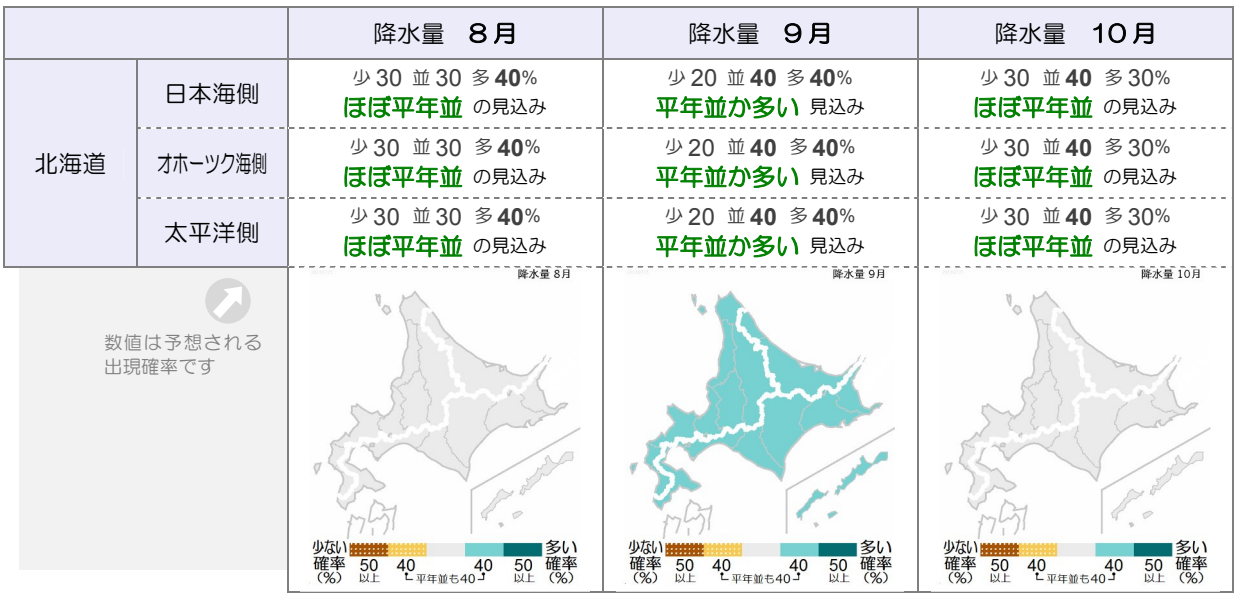 降水量 8月
降水量 9月
降水量 10月
北海道
日本海側
少30 並30 多40%
ほぼ平年並 の見込み
少20 並40 多40%
平年並か多い 見込み
少30 並40 多30%
ほぼ平年並 の見込み
オホーツク海側
少30 並30 多40%
ほぼ平年並 の見込み
少20 並40 多40%
平年並か多い 見込み
少30 並40 多30%
ほぼ平年並 の見込み
太平洋側
少30 並30 多40%
ほぼ平年並 の見込み
少20 並40 多40%
平年並か多い 見込み
少30 並40 多30%
ほぼ平年並 の見込み
数値は予想される
出現確率です
降水量 8月
少ない 多い
確率 50 40 40 50 確率
(%) 以上 平年並も40 以上 (%)
降水量 9月
少ない 多い
確率 50 40 40 50 確率
(%) 以上 平年並も40 以上 (%)
降水量 10月
少ない 多い
確率 50 40 40 50 確率
(%) 以上 平年並も40 以上 (%)